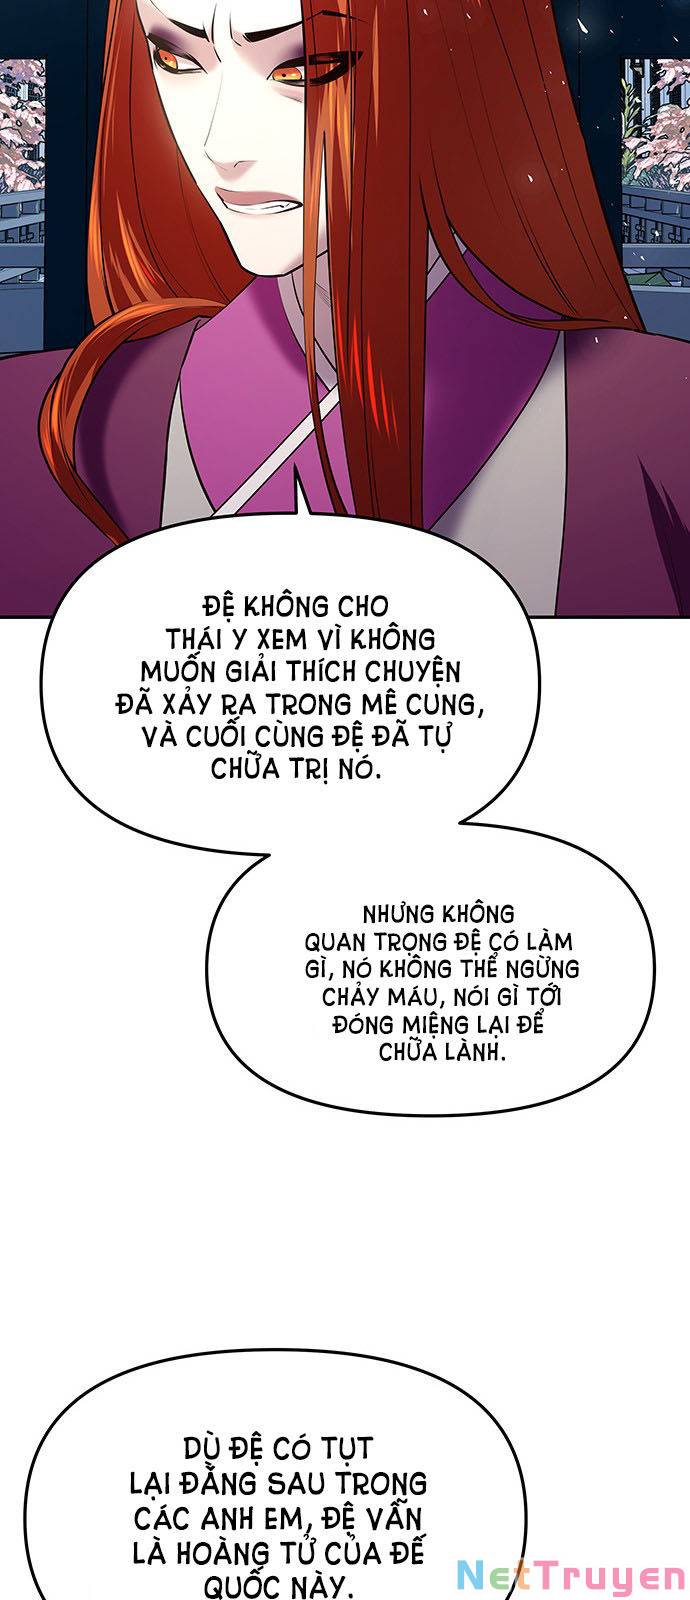 ĐỆ KHÔNG CHO
THÁI Y XEM VÌ KHÔNG
MUỐN GIẢI THÍCH CHUYỆN
ĐÃ XẢY RA TRONG MÊ CUNG,
VÀ CUỐI CÙNG ĐỆ ĐÃ TỰ
CHỮA TRỊ NÓ.
NHƯNG KHÔNG
QUAN TRỌNG ĐỆ CÓ LÀM
GÌ, NÓ KHÔNG THỂ NGỪNG
CHẢY MÁU, NÓI GÌ TỚI
ĐÓNG MIỆNG LẠI ĐỂ
CHỮA LÀNH.
DÙ ĐỆ CÓ TỤT
LẠI ĐẰNG SAU TRONG
CÁC ANH EM, ĐỆ VẪN
LÀ HOÀNG TỬ CỦA ĐẾ
QUỐC NÀY.
NetTruyen